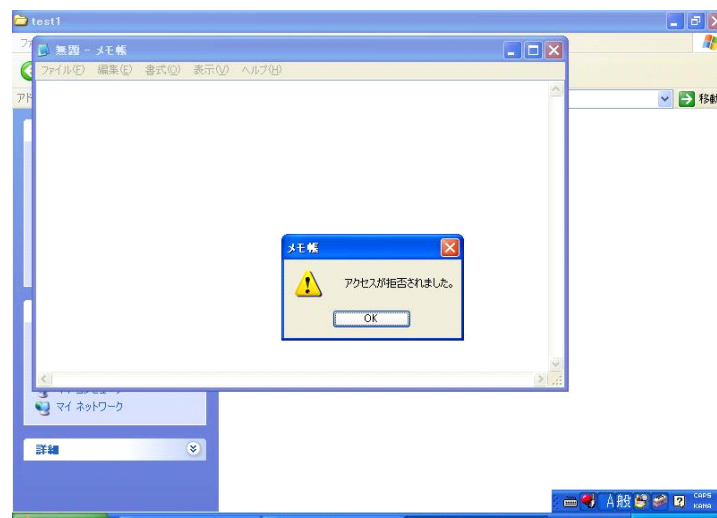 test1
無題 - メモ帳
ファイル(F) 編集(E) 書式(O) 表示(V) ヘルプ(H)
移動
メモ帳
アクセスが拒否されました。
OK
マイ ネットワーク
詳細
A 般
CAPS
KANA